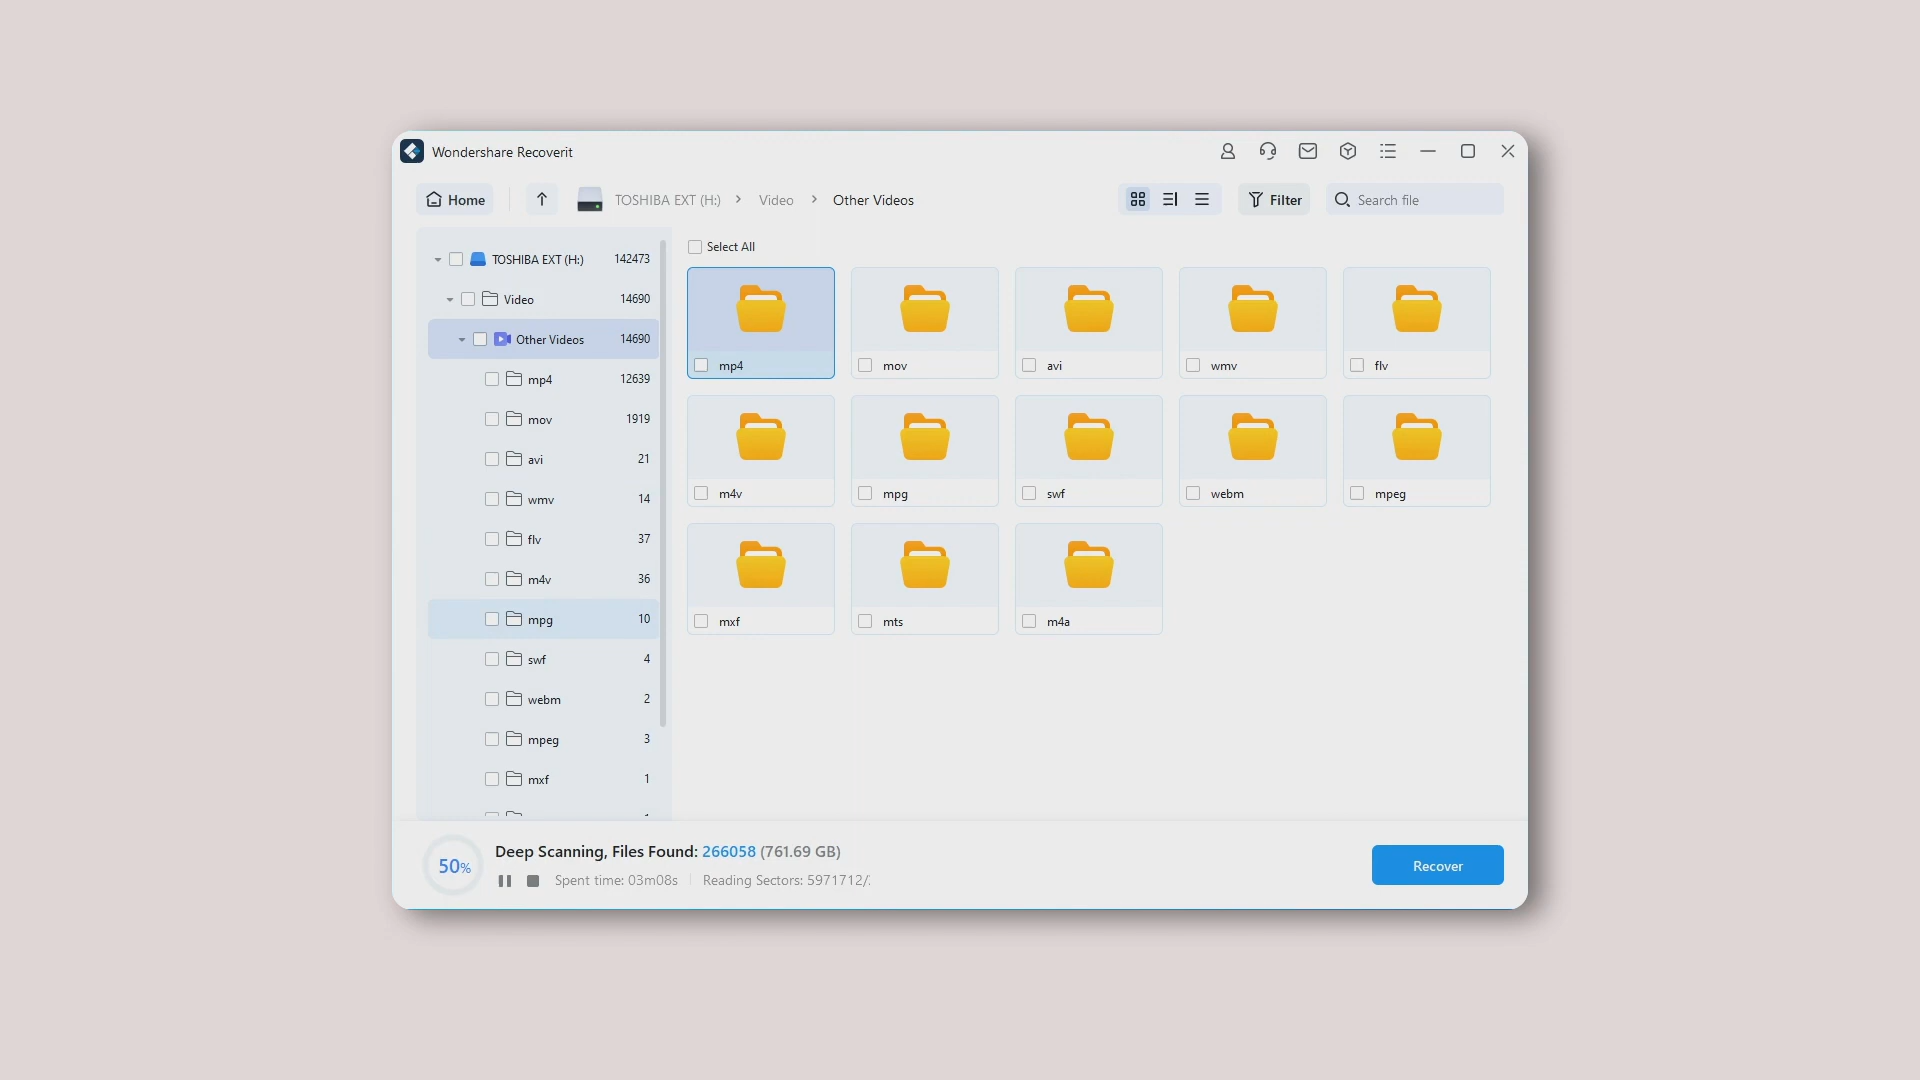 Wondershare Recoverit
Home
TOSHIBA EXT (H:) > Video > Other Videos
Filter
Search file
TOSHIBA EXT (H:) 142473
Video 14690
Other Videos 14690
mp4 12639
mov 1919
avi 21
wmv 14
flv 37
m4v 36
mpg 10
swf 4
webm 2
mpeg 3
mxf 1
Select All
mp4 mov avi wmv flv
m4v mpg swf webm mpeg
mxf mts m4a
50%
Deep Scanning, Files Found: 266058 (761.69 GB)
Spent time: 03m08s
Reading Sectors: 5971712/
Recover